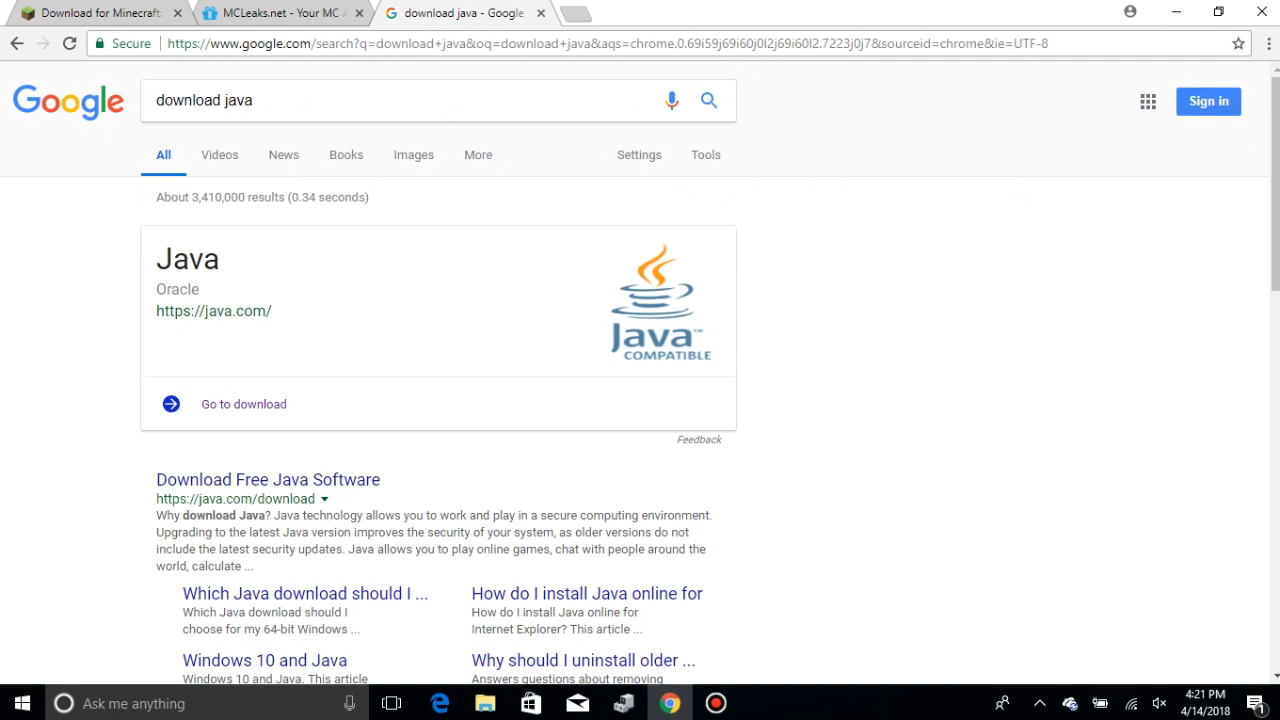 Download for Minecraft
MCLeaks.net - Your MC A
download java - Google
Secure
https://www.google.com/search?q=download+java&oq=download+java&aqs=chrome.0.69i59j69i60j0l2j69i60l2.7223j0j7&sourceid=chrome&ie=UTF-8
Google
download java
Sign in
All
Videos
News
Books
Images
More
Settings
Tools
About 3,410,000 results (0.34 seconds)
Java
Oracle
https://java.com/
Java™
COMPATIBLE
Go to download
Feedback
Download Free Java Software
https://java.com/download
Why download Java? Java technology allows you to work and play in a secure computing environment.
Upgrading to the latest Java version improves the security of your system, as older versions do not
include the latest security updates. Java allows you to play online games, chat with people around the
world, calculate ...
Which Java download should I ...
Which Java download should I
choose for my 64-bit Windows ...
How do I install Java online for
How do I install Java online for
Internet Explorer? This article ...
Windows 10 and Java
Windows 10 and Java. This article
Why should I uninstall older ...
Answers questions about removing
Ask me anything
4:21 PM
4/14/2018
1